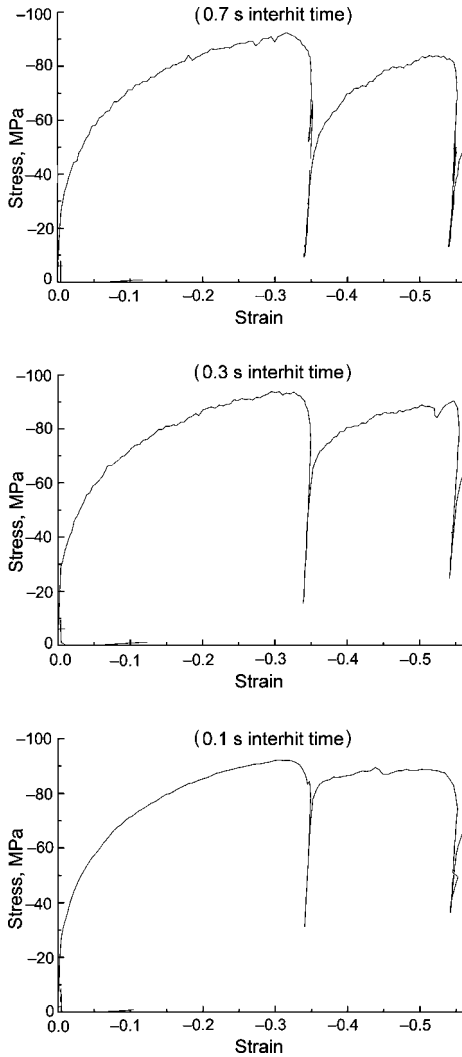 (0.7 s interhit time)
–100
–80
–60
–40
–20
0
Stress, MPa
0.0 –0.1 –0.2 –0.3 –0.4 –0.5
Strain
(0.3 s interhit time)
–100
–80
–60
–40
–20
0
Stress, MPa
0.0 –0.1 –0.2 –0.3 –0.4 –0.5
Strain
(0.1 s interhit time)
–100
–80
–60
–40
–20
0
Stress, MPa
0.0 –0.1 –0.2 –0.3 –0.4 –0.5
Strain